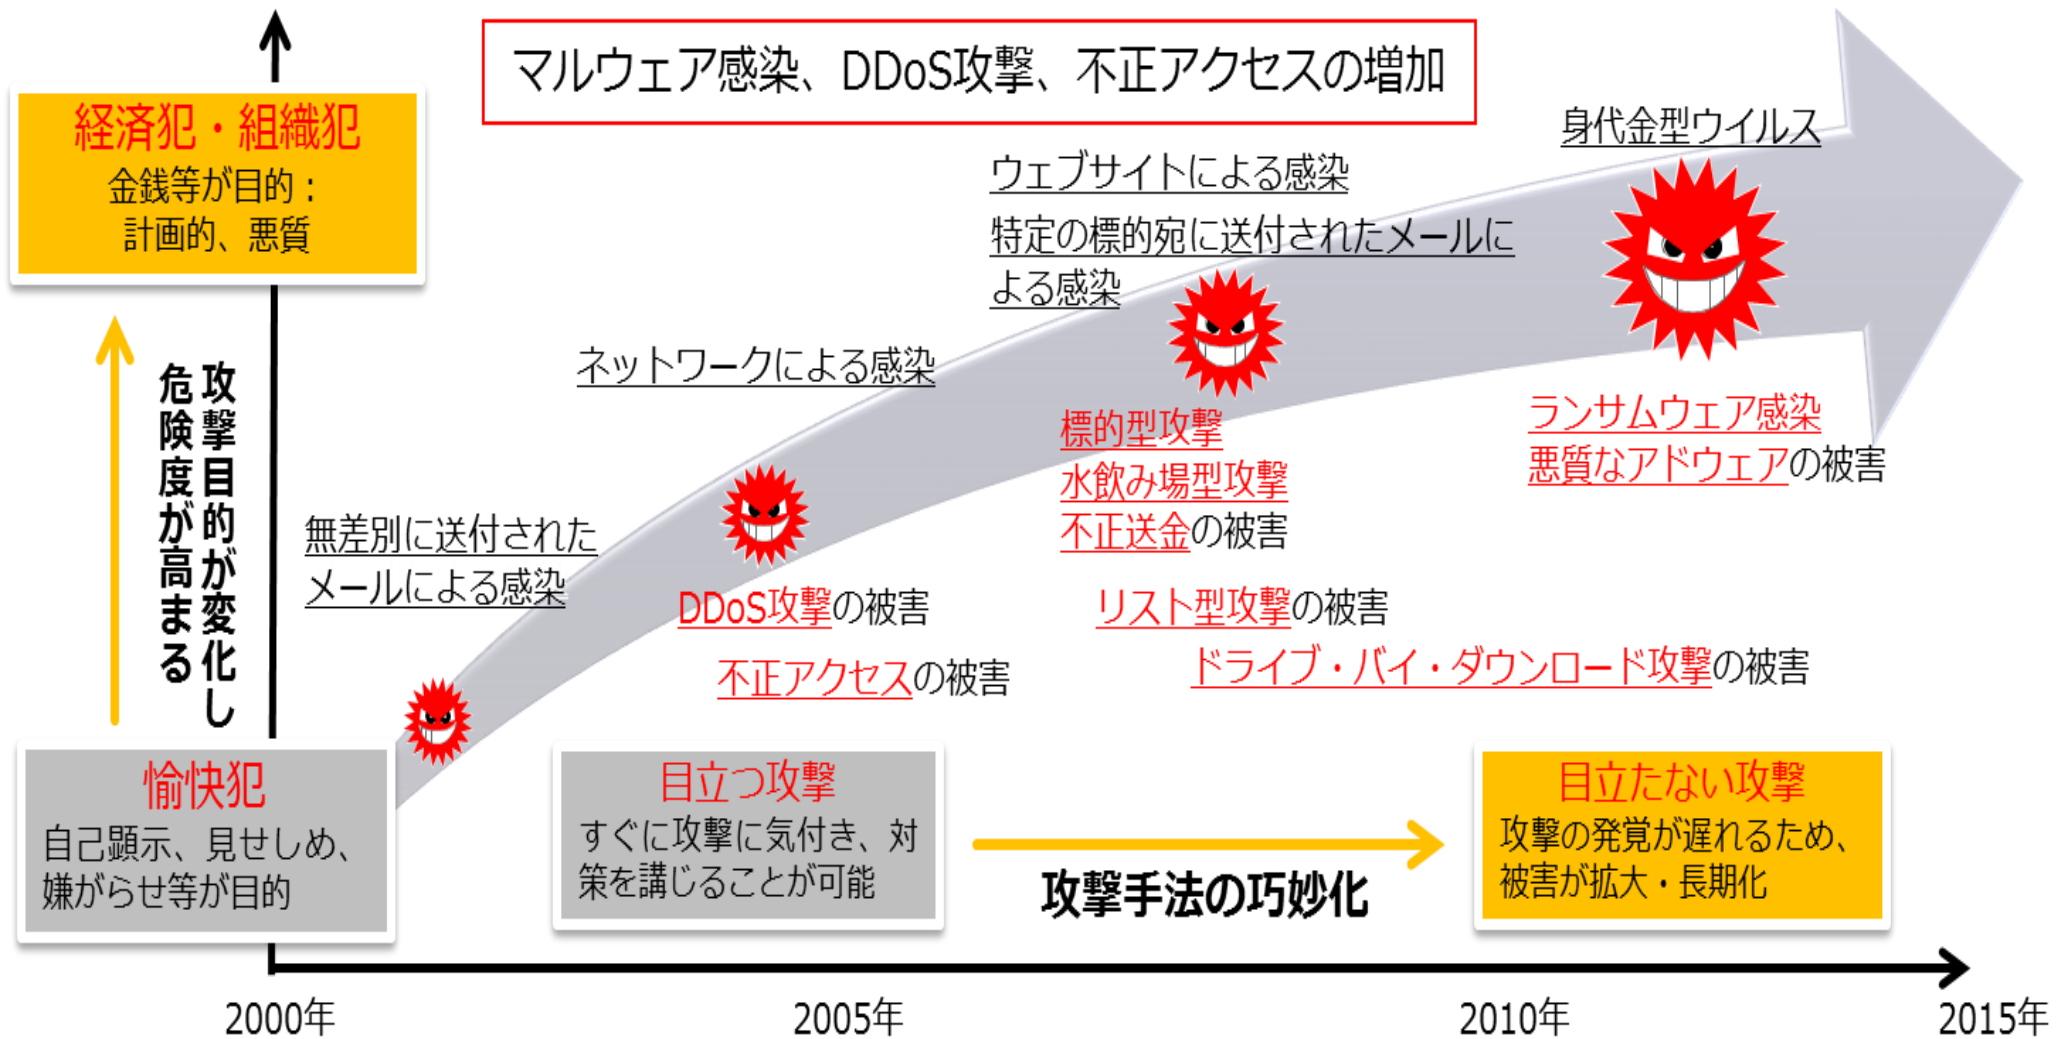 マルウェア感染、DDoS攻撃、不正アクセスの増加
経済犯・組織犯
金銭等が目的：
計画的、悪質
攻撃目的が変化し
危険度が高まる
身代金型ウイルス
ウェブサイトによる感染
特定の標的宛に送付されたメールに
よる感染
ネットワークによる感染
無差別に送付された
メールによる感染
標的型攻撃
水飲み場型攻撃
不正送金の被害
ランサムウェア感染
悪質なアドウェアの被害
DDoS攻撃の被害
リスト型攻撃の被害
不正アクセスの被害
ドライブ・バイ・ダウンロード攻撃の被害
愉快犯
自己顕示、見せしめ、
嫌がらせ等が目的
目立つ攻撃
すぐに攻撃に気付き、対
策を講じることが可能
攻撃手法の巧妙化
目立たない攻撃
攻撃の発覚が遅れるため、
被害が拡大・長期化
2000年
2005年
2010年
2015年